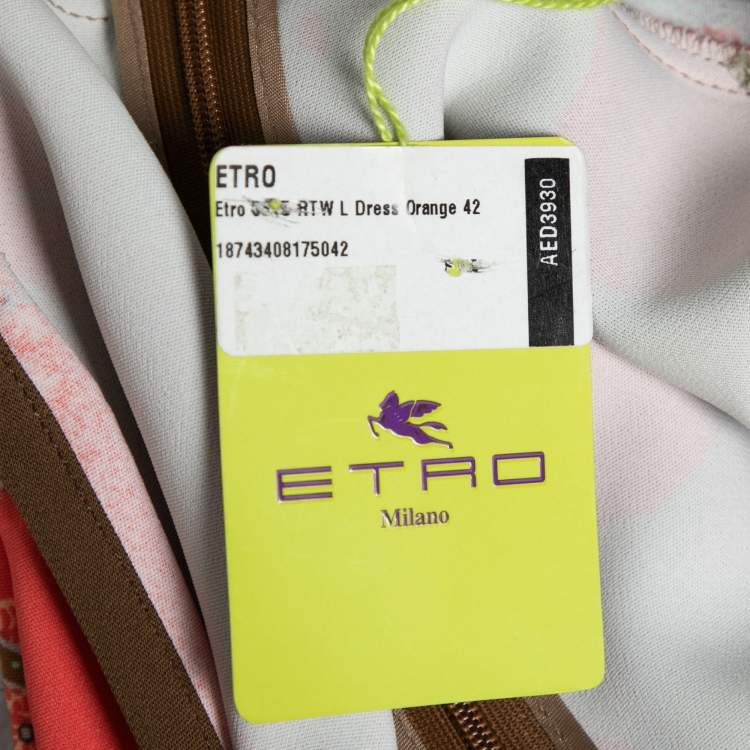 ETRO
Etro RTW L Dress Orange 42
18743408175042
AED3930
ETRO
Milano